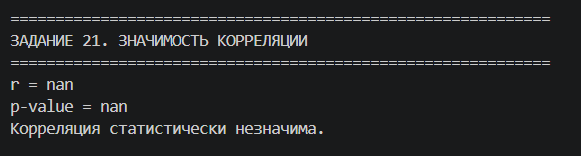 ============================================================
ЗАДАНИЕ 21. ЗНАЧИМОСТЬ КОРРЕЛЯЦИИ
============================================================
r = nan
p-value = nan
Корреляция статистически незначима.